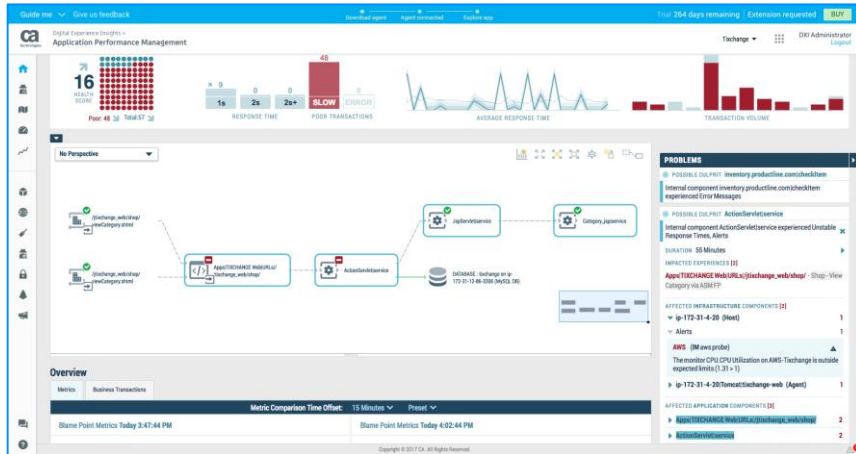 Guide me Give us feedback
Download agent Agent connected Explore app
Trial 264 days remaining | Extension requested BUY
ca
technologies
Digital Experience Insights >
Application Performance Management
Tixchange
DXI Administrator
Logout
16
HEALTH
SCORE
Poor: 48 Total:57
9 0 0 48 0
1s 2s 2s+ SLOW ERROR
RESPONSE TIME POOR TRANSACTIONS
AVERAGE RESPONSE TIME
TRANSACTION VOLUME
No Perspective
/tixchange_web/shop/
viewCategory.shtml
/tixchange_web/shop/
viewCategory.shtml
Apps|TIXCHANGE Web|URLs|/
tixchange_web/shop/
ActionServlet|service
JspServlet|service
Category_jsp|service
DATABASE : tixchange on ip-
172-31-12-86-3306 (MySQL DB)
PROBLEMS
POSSIBLE CULPRIT inventory.productline.com|checkItem
Internal component inventory.productline.com|checkItem
experienced Error Messages
POSSIBLE CULPRIT ActionServlet|service
Internal component ActionServlet|service experienced Unstable
Response Times, Alerts
DURATION 55 Minutes
IMPACTED EXPERIENCES [2]
Apps|TIXCHANGE Web|URLs|/tixchange_web/shop/ - Shop - View
Category via ASM FP
AFFECTED INFRASTRUCTURE COMPONENTS [2]
ip-172-31-4-20 (Host) 1
Alerts 1
AWS (IM aws probe)
The monitor CPU.CPU Utilization on AWS-Tixchange is outside
expected limits (1.31 > 1)
ip-172-31-4-20|Tomcat|tixchange-web (Agent) 1
AFFECTED APPLICATION COMPONENTS [3]
Apps|TIXCHANGE Web|URLs|/tixchange_web/shop/ 2
ActionServlet|service 2
Overview
Metrics Business Transactions
Metric Comparison Time Offset: 15 Minutes Preset
Blame Point Metrics Today 3:47:44 PM
Blame Point Metrics Today 4:02:44 PM
Copyright © 2017 CA. All Rights Reserved